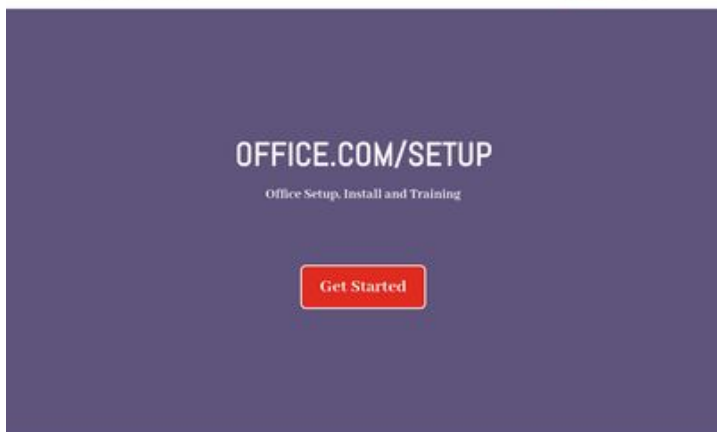 OFFICE.COM/SETUP
Office Setup, Install and Training
Get Started